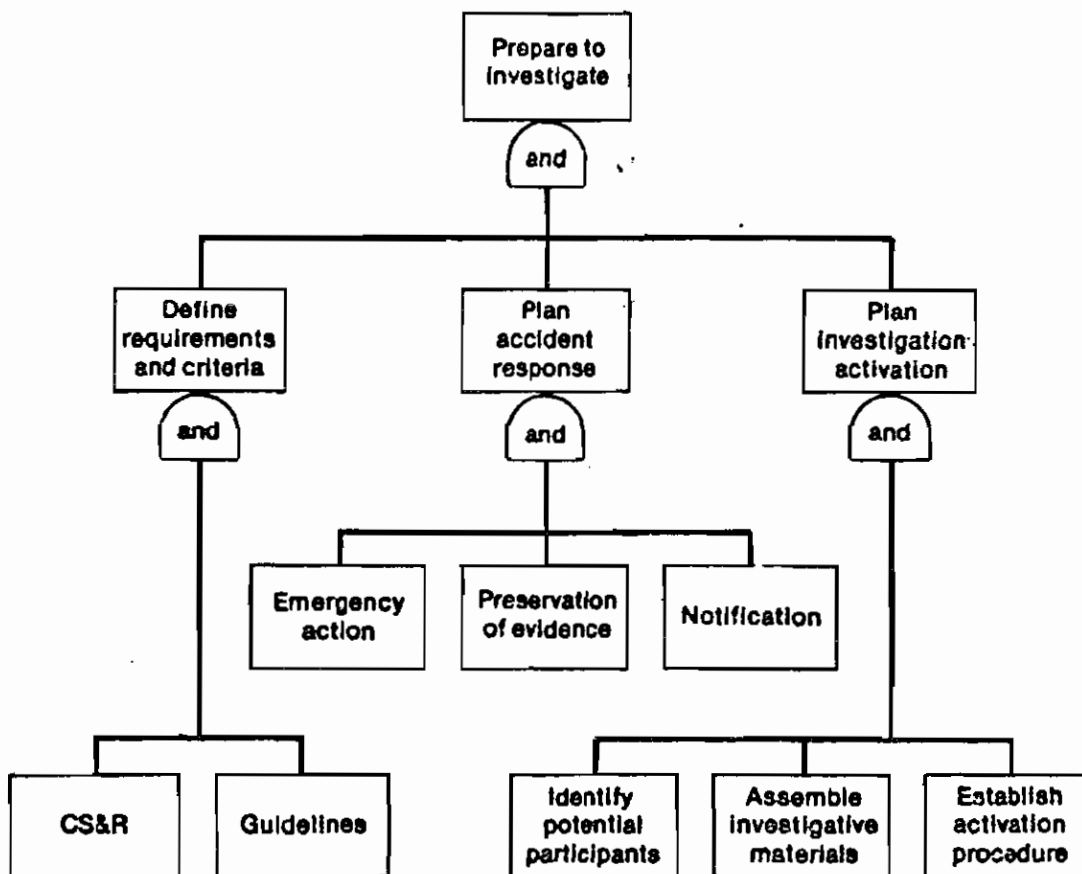 Prepare to
investigate
and
Define
requirements
and criteria
Plan
accident
response
Plan
investigation
activation
and
and
and
Emergency
action
Preservation
of evidence
Notification
CS&R
Guidelines
Identify
potential
participants
Assemble
investigative
materials
Establish
activation
procedure